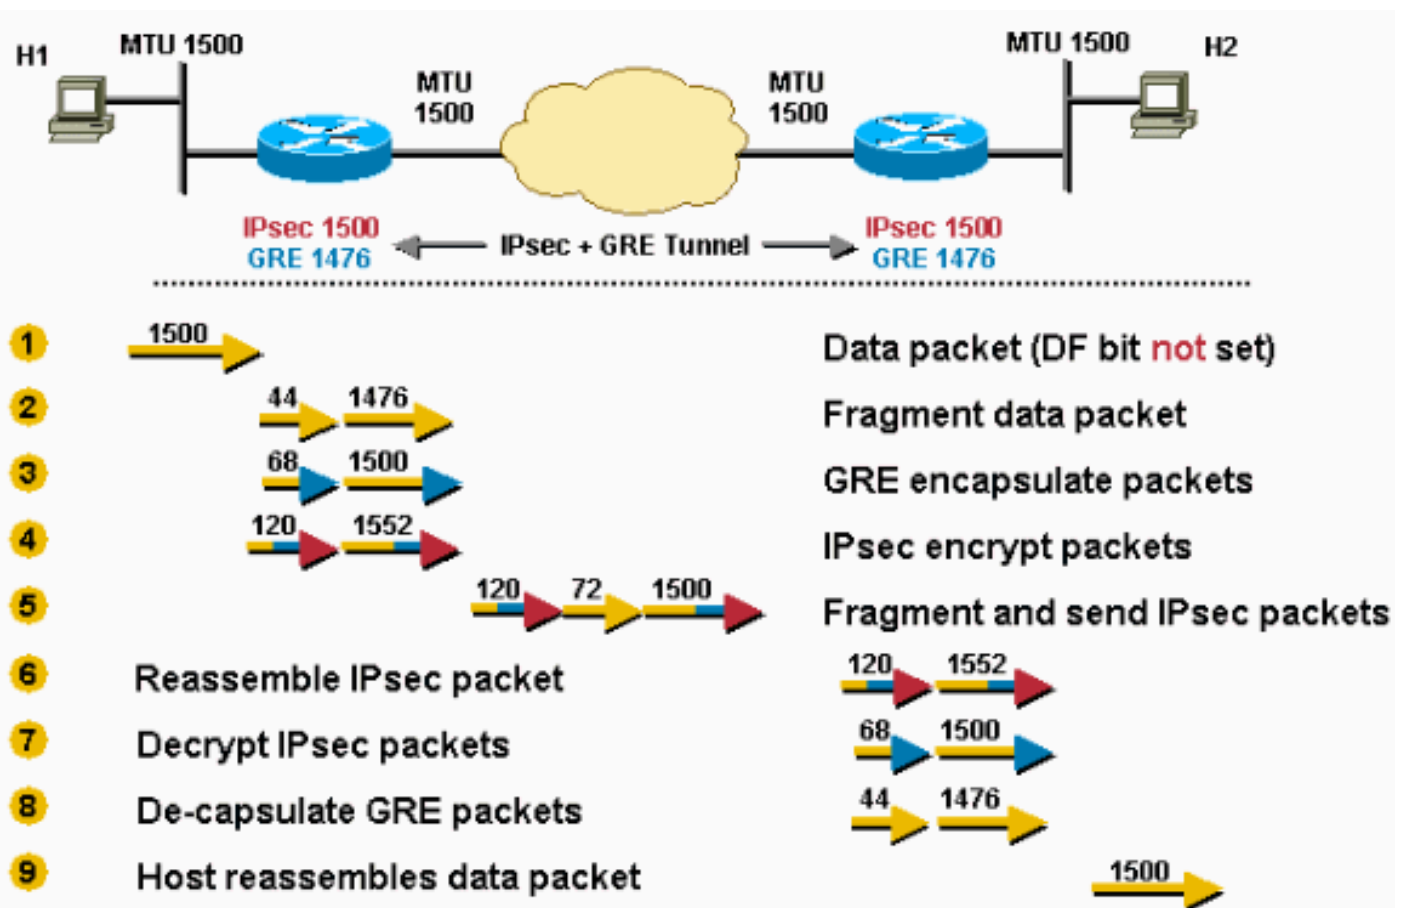 H1
MTU 1500
MTU 1500
H2
MTU
1500
MTU
1500
IPsec 1500
GRE 1476
IPsec + GRE Tunnel
IPsec 1500
GRE 1476
1 1500 Data packet (DF bit not set)
2 44 1476 Fragment data packet
3 68 1500 GRE encapsulate packets
4 120 1552 IPsec encrypt packets
5 120 72 1500 Fragment and send IPsec packets
6 Reassemble IPsec packet 120 1552
7 Decrypt IPsec packets 68 1500
8 De-capsulate GRE packets 44 1476
9 Host reassembles data packet 1500